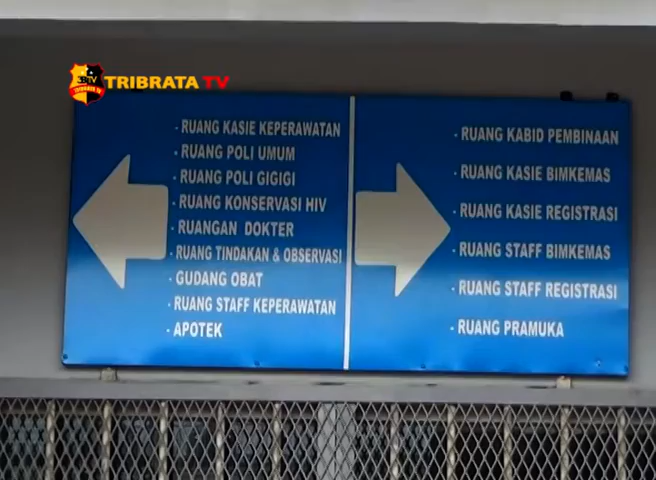 TRIBRATA TV
- RUANG KASIE KEPERAWATAN
- RUANG POLI UMUM
- RUANG POLI GIGIGI
- RUANG KONSERVASI HIV
- RUANGAN DOKTER
- RUANG TINDAKAN & OBSERVASI
- GUDANG OBAT
- RUANG STAFF KEPERAWATAN
- APOTEK
- RUANG KABID PEMBINAAN
- RUANG KASIE BIMKEMAS
- RUANG KASIE REGISTRASI
- RUANG STAFF BIMKEMAS
- RUANG STAFF REGISTRASI
- RUANG PRAMUKA